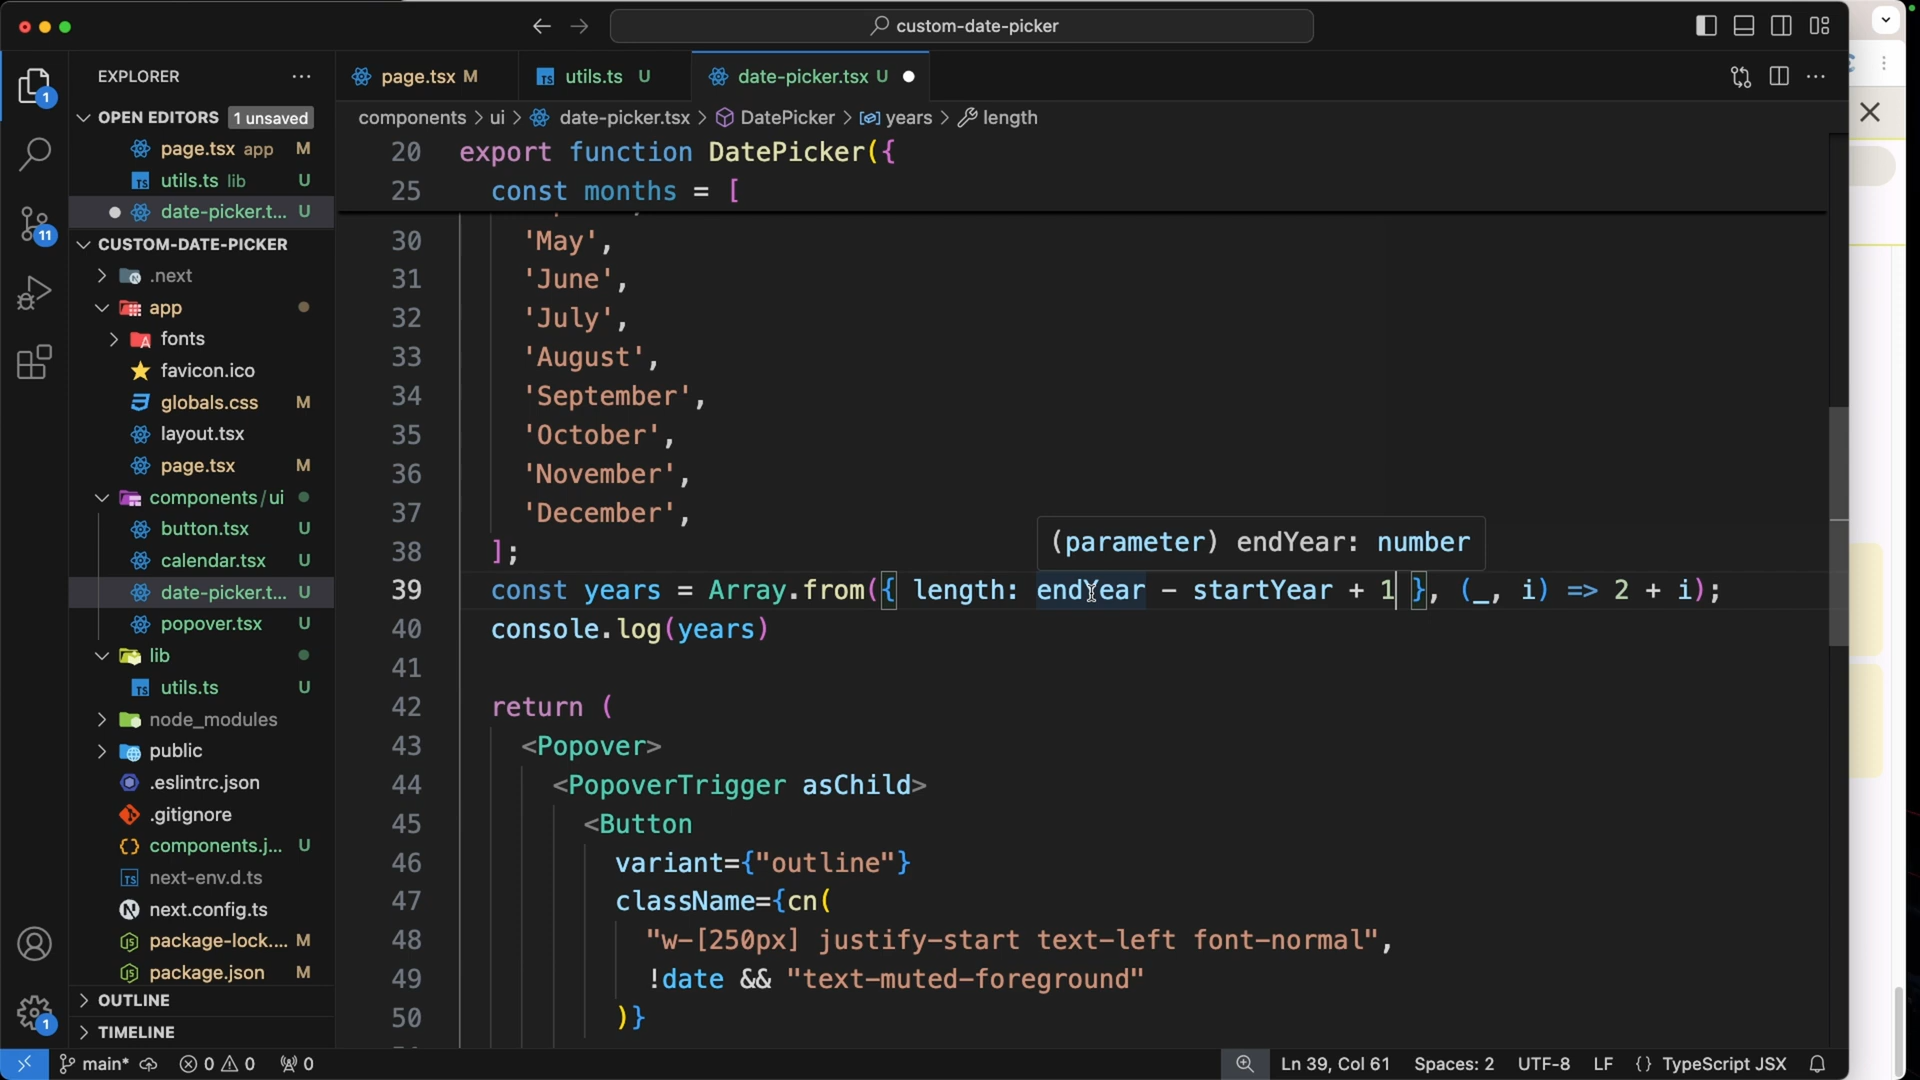 custom-date-picker
EXPLORER
page.tsx M
utils.ts U
date-picker.tsx U
OPEN EDITORS 1 unsaved
components > ui > date-picker.tsx > DatePicker > years > length
page.tsx app M
utils.ts lib U
date-picker.t... U
CUSTOM-DATE-PICKER
.next
app
fonts
favicon.ico
globals.css M
layout.tsx
page.tsx M
components/ui
button.tsx U
calendar.tsx U
date-picker.t... U
popover.tsx U
lib
utils.ts U
node_modules
public
.eslintrc.json
.gitignore
components.j... U
next-env.d.ts
next.config.ts
package-lock.... M
package.json M
OUTLINE
TIMELINE
1
11
1
20 export function DatePicker({
25 const months = [
30 'May',
31 'June',
32 'July',
33 'August',
34 'September',
35 'October',
36 'November',
37 'December',
38 ];
(parameter) endYear: number
39 const years = Array.from({ length: endYear - startYear + 1 }, (_, i) => 2 + i);
40 console.log(years)
41
42 return (
43 <Popover>
44 <PopoverTrigger asChild>
45 <Button
46 variant={"outline"}
47 className={cn(
48 "w-[250px] justify-start text-left font-normal",
49 !date && "text-muted-foreground"
50 )}
main* 0 0 0
Ln 39, Col 61 Spaces: 2 UTF-8 LF {} TypeScript JSX